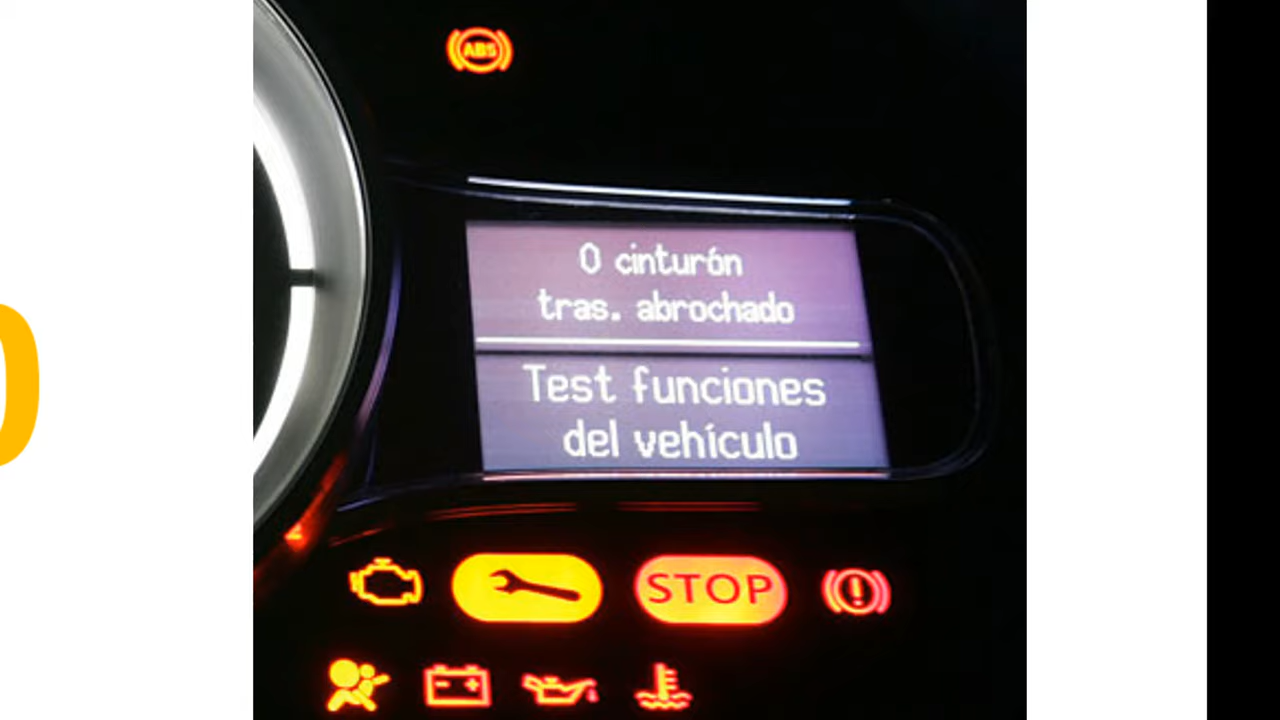 ABS
0 cinturón
tras. abrochado
Test funciones
del vehículo
STOP